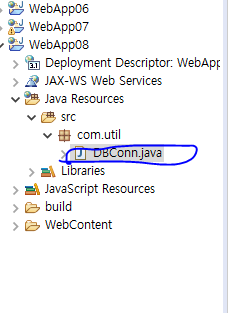 WebApp06
WebApp07
WebApp08
Deployment Descriptor: WebApp
JAX-WS Web Services
Java Resources
src
com.util
DBConn.java
Libraries
JavaScript Resources
build
WebContent